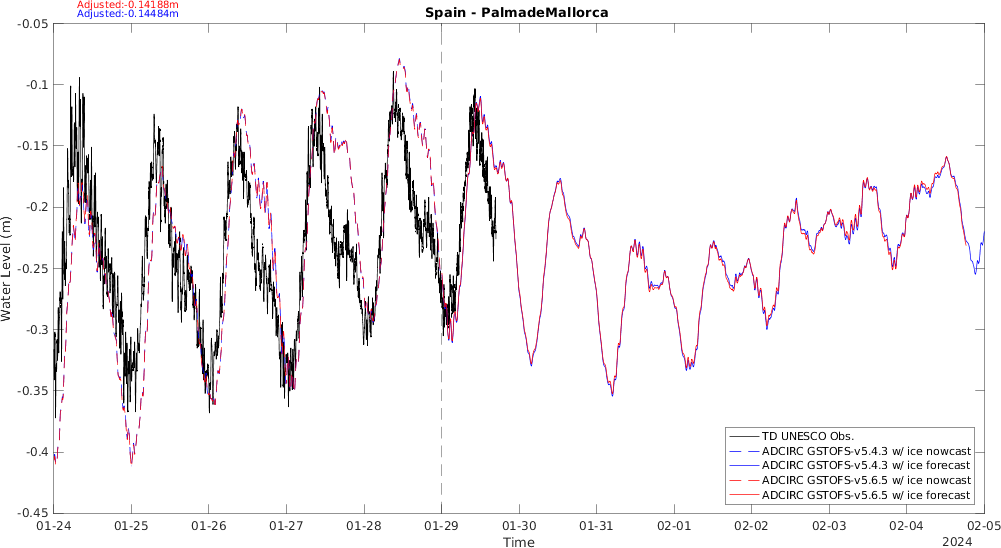 Adjusted:-0.14188m
Adjusted:-0.14484m
Spain - PalmadeMallorca
-0.05
-0.1
-0.15
-0.2
-0.25
-0.3
-0.35
-0.4
-0.45
Water Level (m)
01-24 01-25 01-26 01-27 01-28 01-29 01-30 01-31 02-01 02-02 02-03 02-04 02-05
Time
2024
TD UNESCO Obs.
ADCIRC GSTOFS-v5.4.3 w/ ice nowcast
ADCIRC GSTOFS-v5.4.3 w/ ice forecast
ADCIRC GSTOFS-v5.6.5 w/ ice nowcast
ADCIRC GSTOFS-v5.6.5 w/ ice forecast